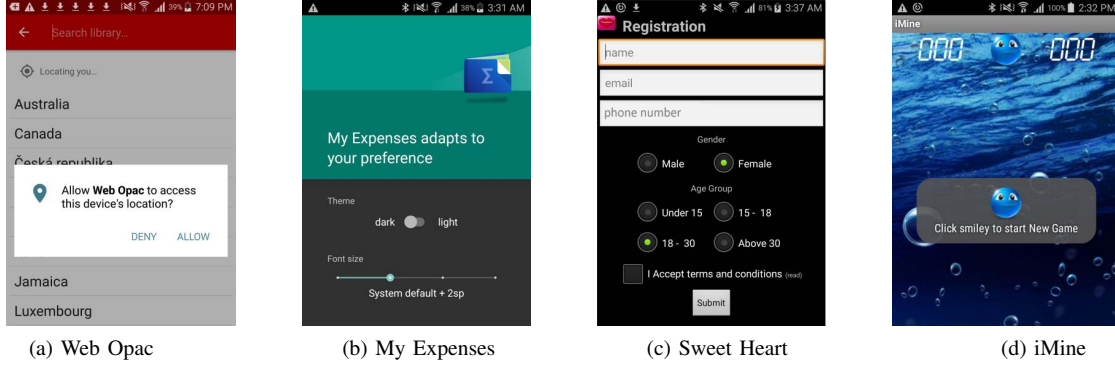 39% 7:09 PM
Search library...
Locating you...
Australia
Canada
Česká republika
Allow Web Opac to access
this device's location?
DENY ALLOW
Jamaica
Luxembourg
(a) Web Opac
38% 3:31 AM
Σ
My Expenses adapts to
your preference
Theme
dark light
Font size
System default + 2sp
(b) My Expenses
81% 3:37 AM
Registration
name
email
phone number
Gender
Male Female
Age Group
Under 15 15 - 18
18 - 30 Above 30
I Accept terms and conditions (read)
Submit
(c) Sweet Heart
100% 2:32 PM
iMine
000 000
Click smiley to start New Game
(d) iMine